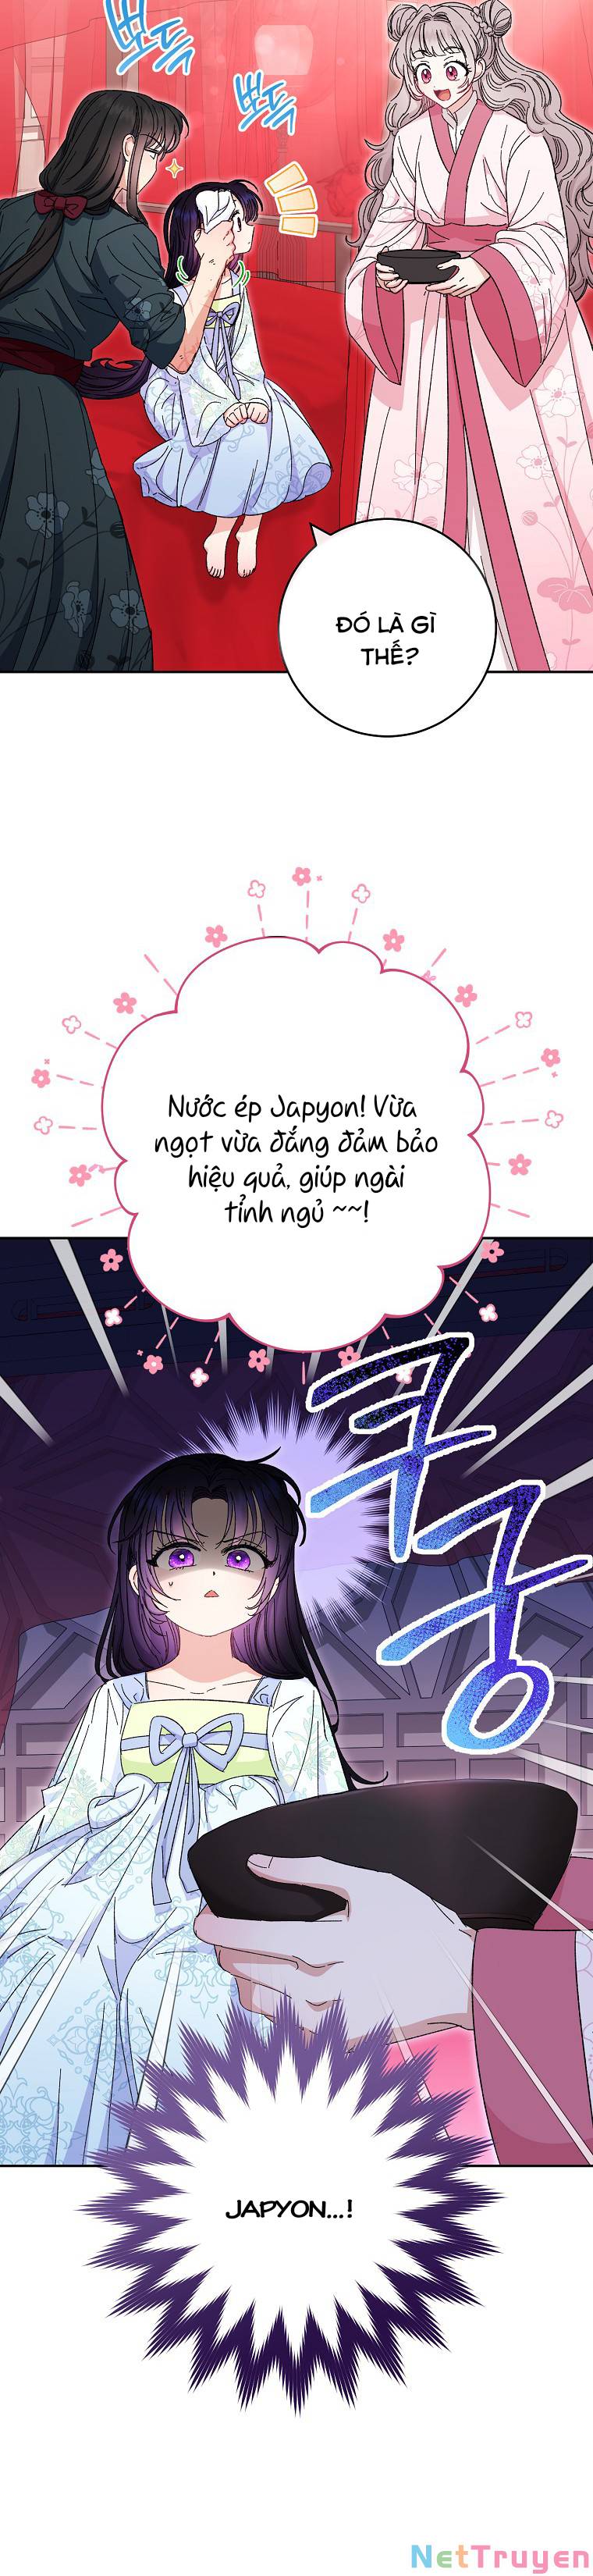 뽀득
뽀득
ĐÓ LÀ GÌ
THẾ?
Nước ép Japyon! Vừa
ngọt vừa đắng đảm bảo
hiệu quả, giúp ngài
tỉnh ngủ ~~!
쿠
궁
JAPYON...!
NetTruyen